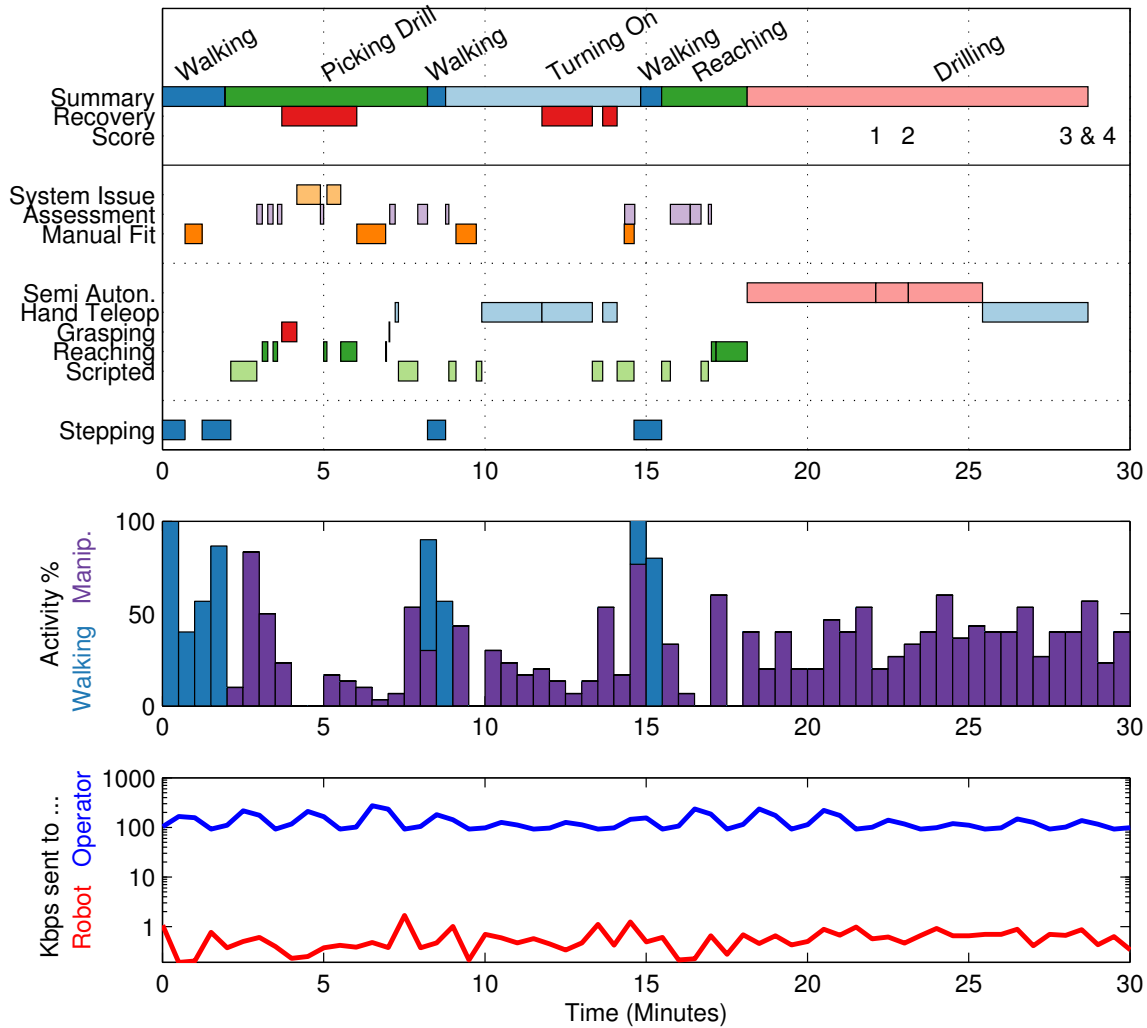 Walking Picking Drill Walking Turning On Walking Reaching Drilling
Summary
Recovery
Score 1 2 3 & 4
System Issue
Assessment
Manual Fit
Semi Auton.
Hand Teleop
Grasping
Reaching
Scripted
Stepping
0 5 10 15 20 25 30
Activity %
Walking Manip.
100
50
0
0 5 10 15 20 25 30
Kbps sent to ...
Robot Operator
1000
100
10
1
0 5 10 15 20 25 30
Time (Minutes)